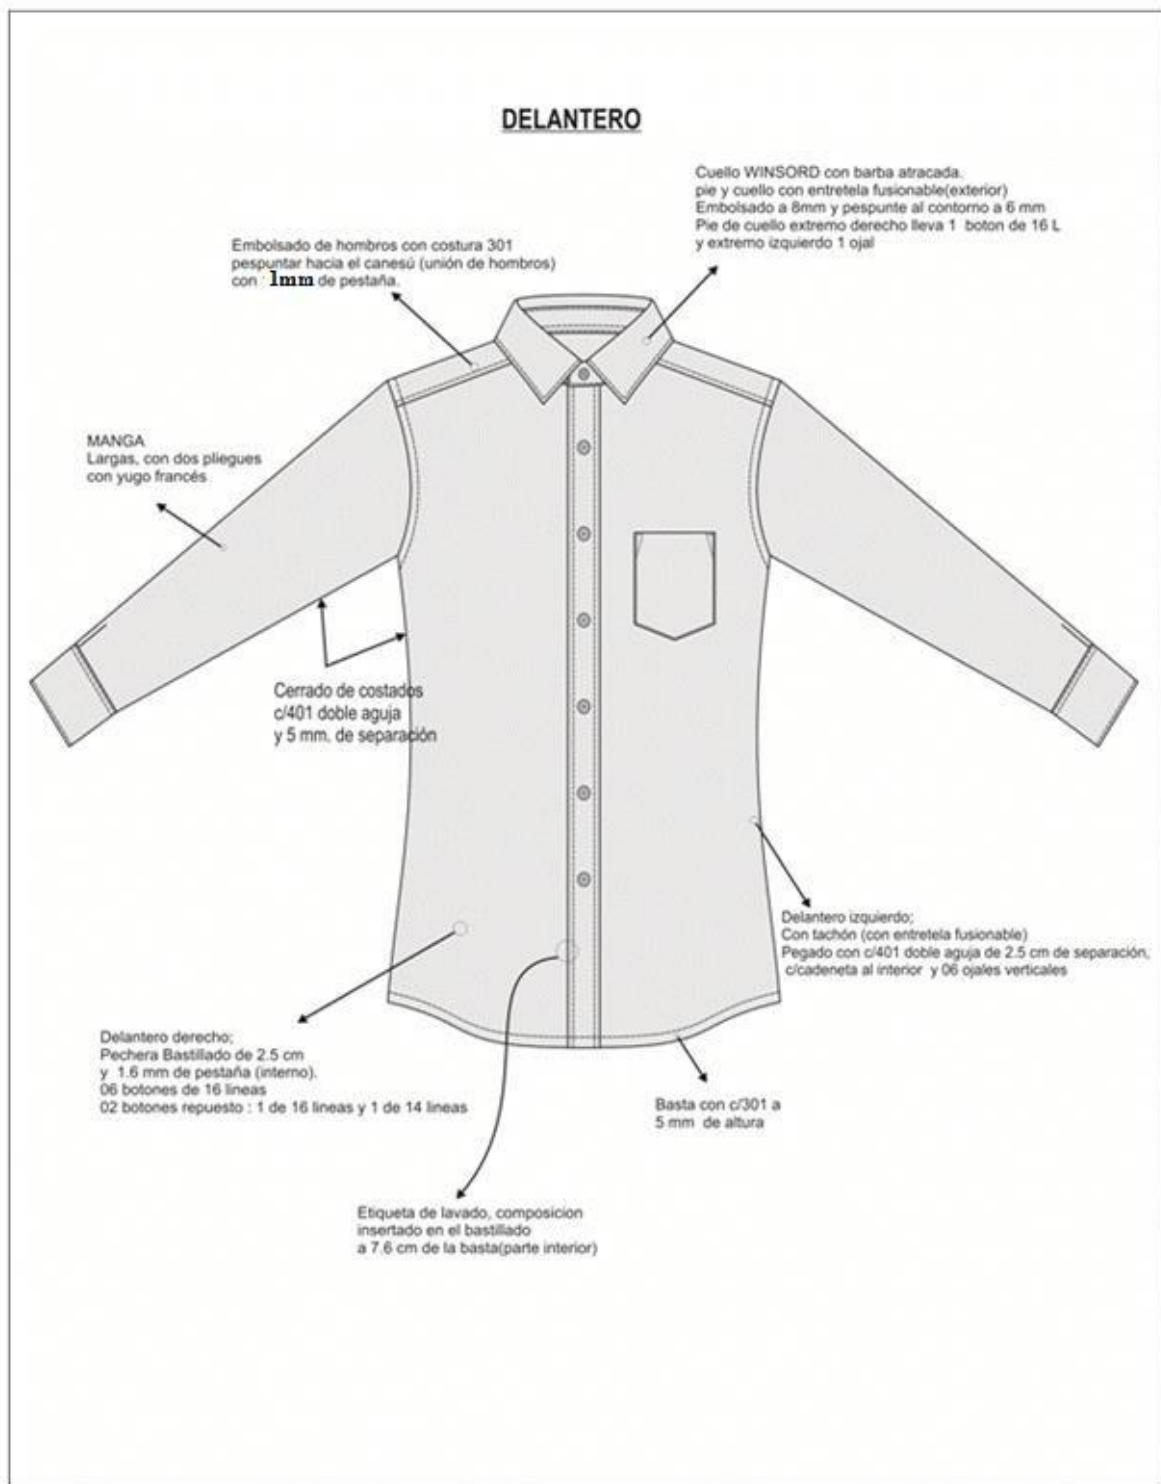 DELANTERO
Cuello WINSORD con barba atracada.
pie y cuello con entretela fusionable(exterior)
Embolsado a 8mm y pespunte al contorno a 6 mm
Pie de cuello extremo derecho lleva 1 boton de 16 L
y extremo izquierdo 1 ojal
Embolsado de hombros con costura 301
pespuntar hacia el canesú (unión de hombros)
con 1mm de pestaña.
MANGA
Largas, con dos pliegues
con yugo francés
Cerrado de costados
c/401 doble aguja
y 5 mm. de separación
Delantero izquierdo;
Con tachón (con entretela fusionable)
Pegado con c/401 doble aguja de 2.5 cm de separación,
c/cadeneta al interior y 06 ojales verticales
Delantero derecho;
Pechera Bastillado de 2.5 cm
y 1.6 mm de pestaña (interno).
06 botones de 16 lineas
02 botones repuesto : 1 de 16 lineas y 1 de 14 lineas
Basta con c/301 a
5 mm de altura
Etiqueta de lavado, composicion
insertado en el bastillado
a 7.6 cm de la basta(parte interior)